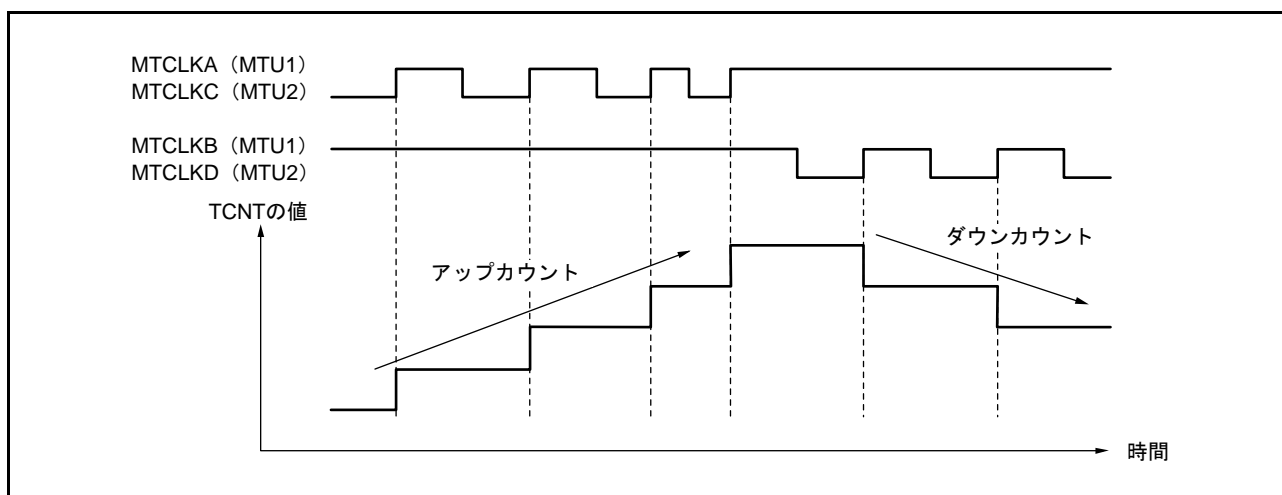 MTCLKA（MTU1）
MTCLKC（MTU2）
MTCLKB（MTU1）
MTCLKD（MTU2）
TCNTの値
アップカウント
ダウンカウント
時間